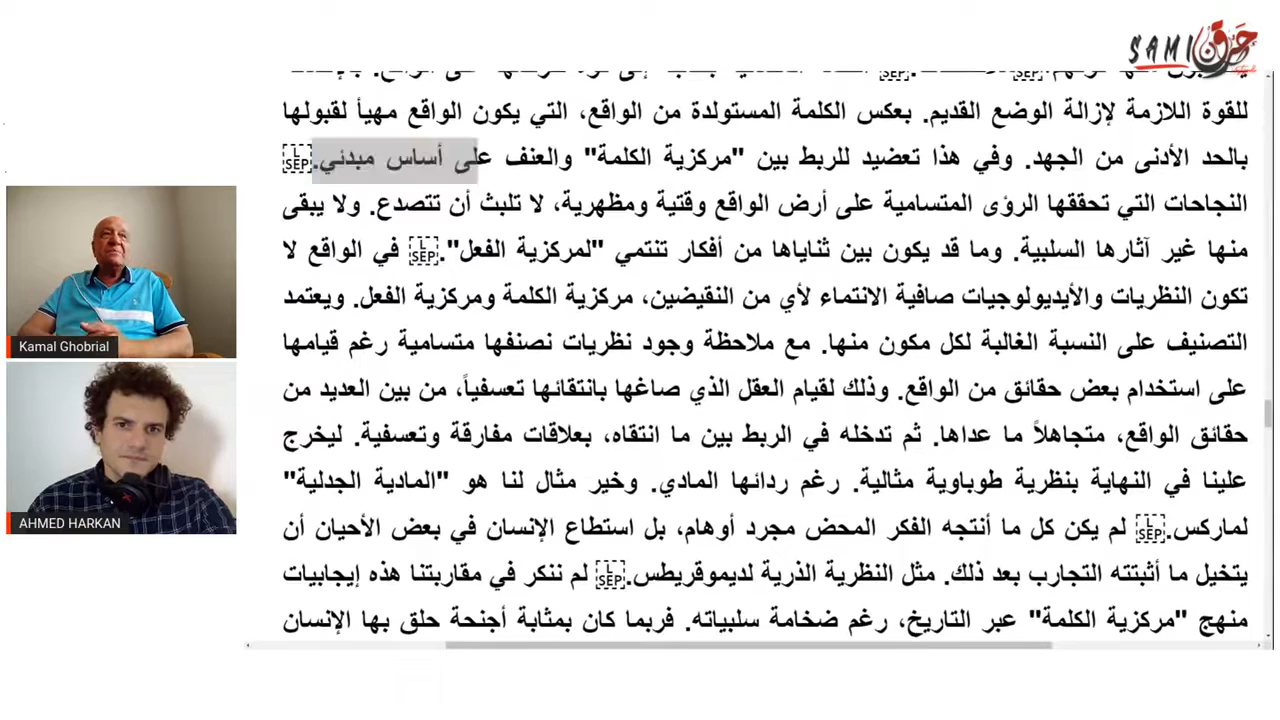 SAMI حرقان
للقوة اللازمة لإزالة الوضع القديم. بعكس الكلمة المستولدة من الواقع، التي يكون الواقع مهيأ لقبولها
بالحد الأدنى من الجهد. وفي هذا تعضيد للربط بين "مركزية الكلمة" والعنف على أساس مبدئي. L SEP
النجاحات التي تحققها الرؤى المتسامية على أرض الواقع وقتية ومظهرية، لا تلبث أن تتصدع. ولا يبقى
منها غير آثارها السلبية. وما قد يكون بين ثناياها من أفكار تنتمي "لمركزية الفعل". L SEP في الواقع لا
تكون النظريات والأيديولوجيات صافية الانتماء لأي من النقيضين، مركزية الكلمة ومركزية الفعل. ويعتمد
التصنيف على النسبة الغالبة لكل مكون منها. مع ملاحظة وجود نظريات نصنفها متسامية رغم قيامها
على استخدام بعض حقائق من الواقع. وذلك لقيام العقل الذي صاغها بانتقائها تعسفياً، من بين العديد من
حقائق الواقع، متجاهلاً ما عداها. ثم تدخله في الربط بين ما انتقاه، بعلاقات مفارقة وتعسفية. ليخرج
علينا في النهاية بنظرية طوباوية مثالية. رغم ردائها المادي. وخير مثال لنا هو "المادية الجدلية"
لماركس. L SEP لم يكن كل ما أنتجه الفكر المحض مجرد أوهام، بل استطاع الإنسان في بعض الأحيان أن
يتخيل ما أثبتته التجارب بعد ذلك. مثل النظرية الذرية لديموقريطس. L SEP لم ننكر في مقاربتنا هذه إيجابيات
منهج "مركزية الكلمة" عبر التاريخ، رغم ضخامة سلبياته. فربما كان بمثابة أجنحة حلق بها الإنسان
Kamal Ghobrial
AHMED HARKAN